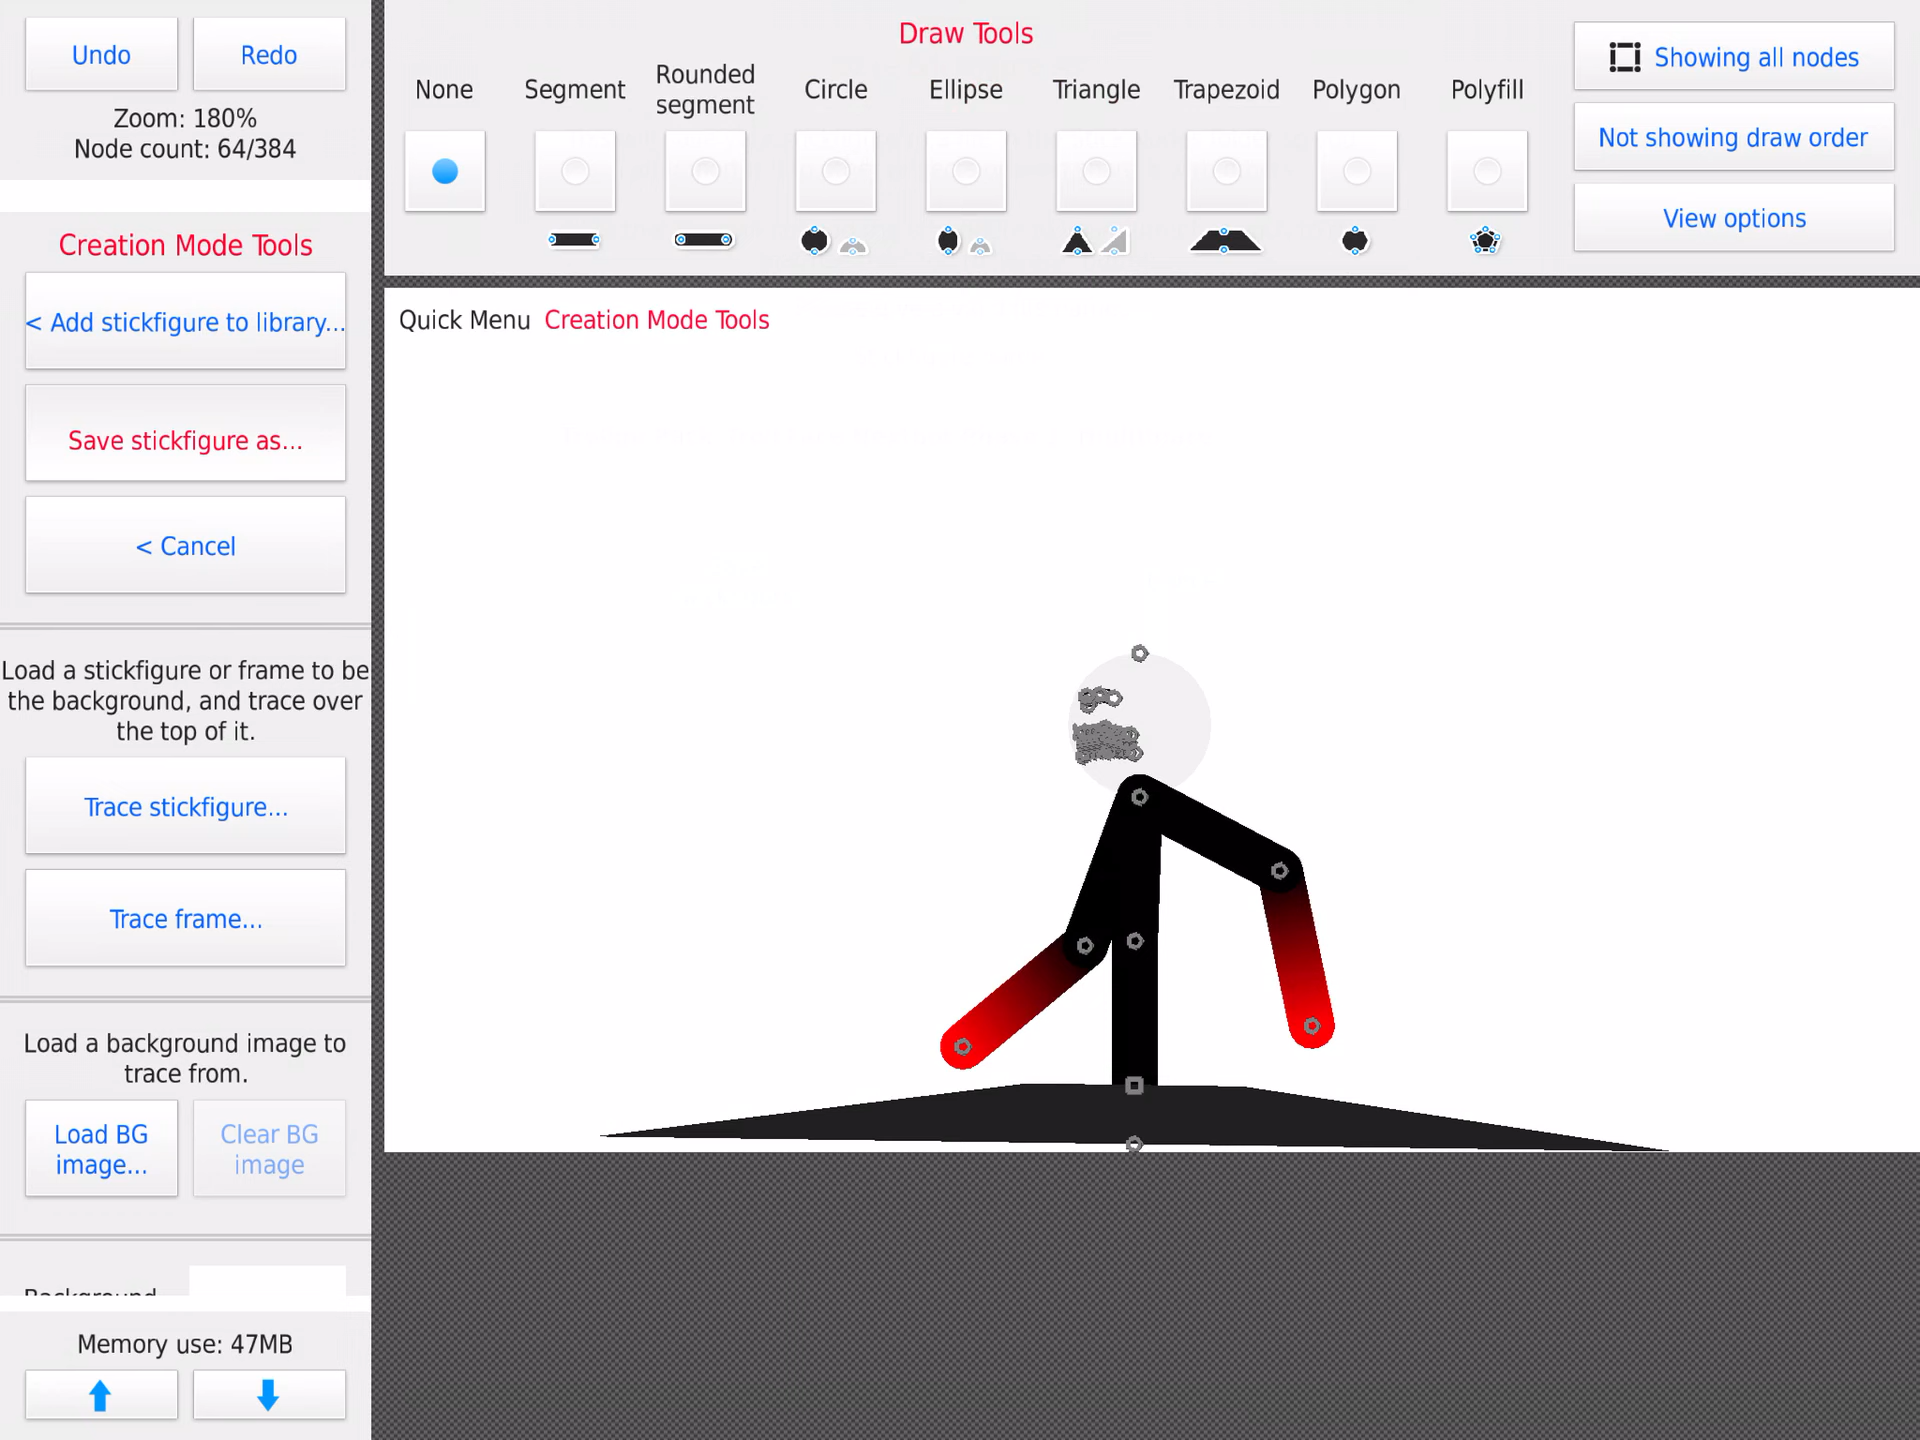 Undo
Redo
Zoom: 180%
Node count: 64/384
Creation Mode Tools
< Add stickfigure to library...
Save stickfigure as...
< Cancel
Load a stickfigure or frame to be
the background, and trace over
the top of it.
Trace stickfigure...
Trace frame...
Load a background image to
trace from.
Load BG
image...
Clear BG
image
Background
Memory use: 47MB
Draw Tools
None
Segment
Rounded
segment
Circle
Ellipse
Triangle
Trapezoid
Polygon
Polyfill
Showing all nodes
Not showing draw order
View options
Quick Menu Creation Mode Tools